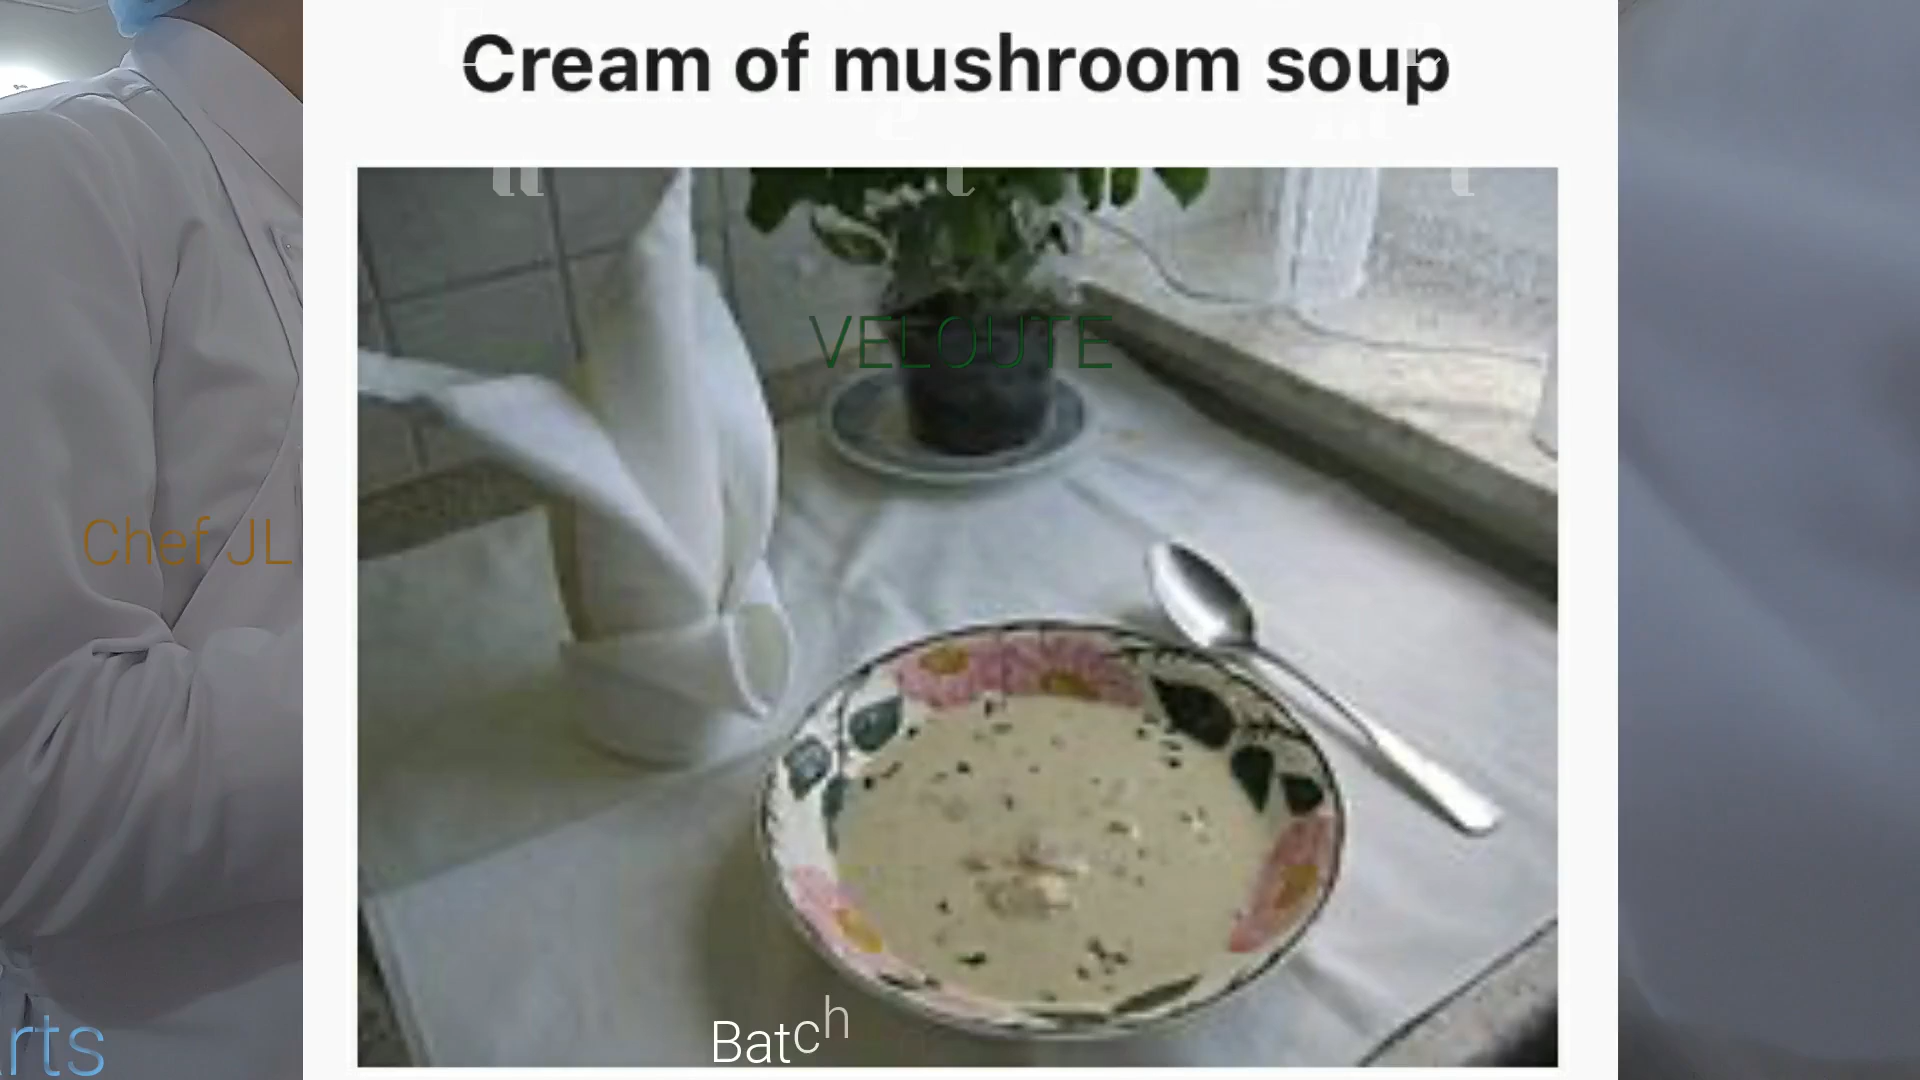 Cream of mushroom soup
VELOUTE
Chef JL
rts
Batch